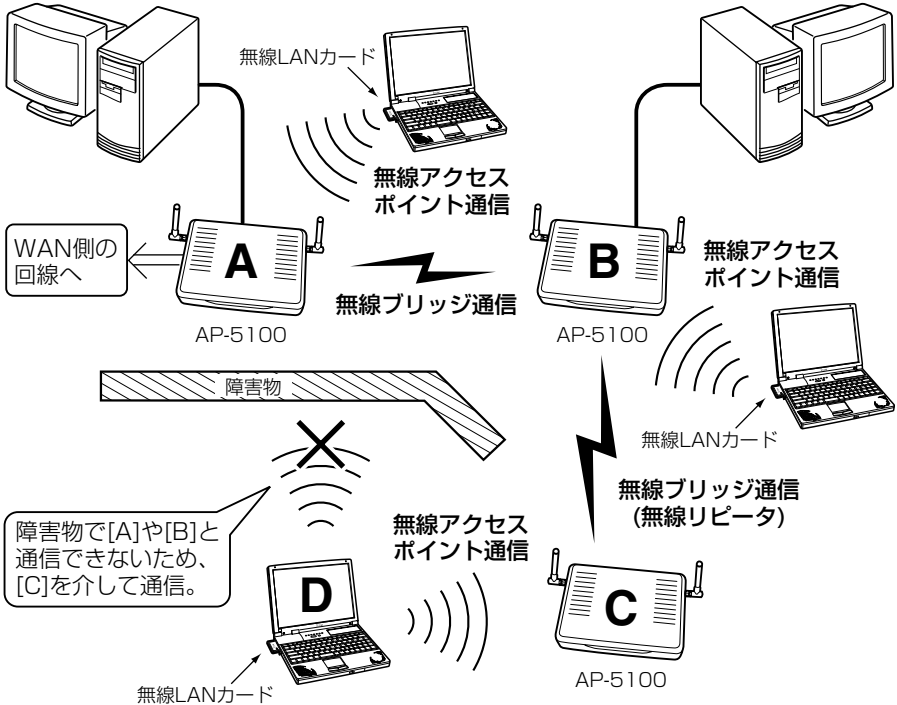 無線LANカード
無線アクセス
ポイント通信
WAN側の
回線へ
A
無線ブリッジ通信
B
AP-5100
AP-5100
無線アクセス
ポイント通信
無線LANカード
障害物
無線ブリッジ通信
(無線リピータ)
障害物で[A]や[B]と
通信できないため、
[C]を介して通信。
無線アクセス
ポイント通信
D
無線LANカード
C
AP-5100